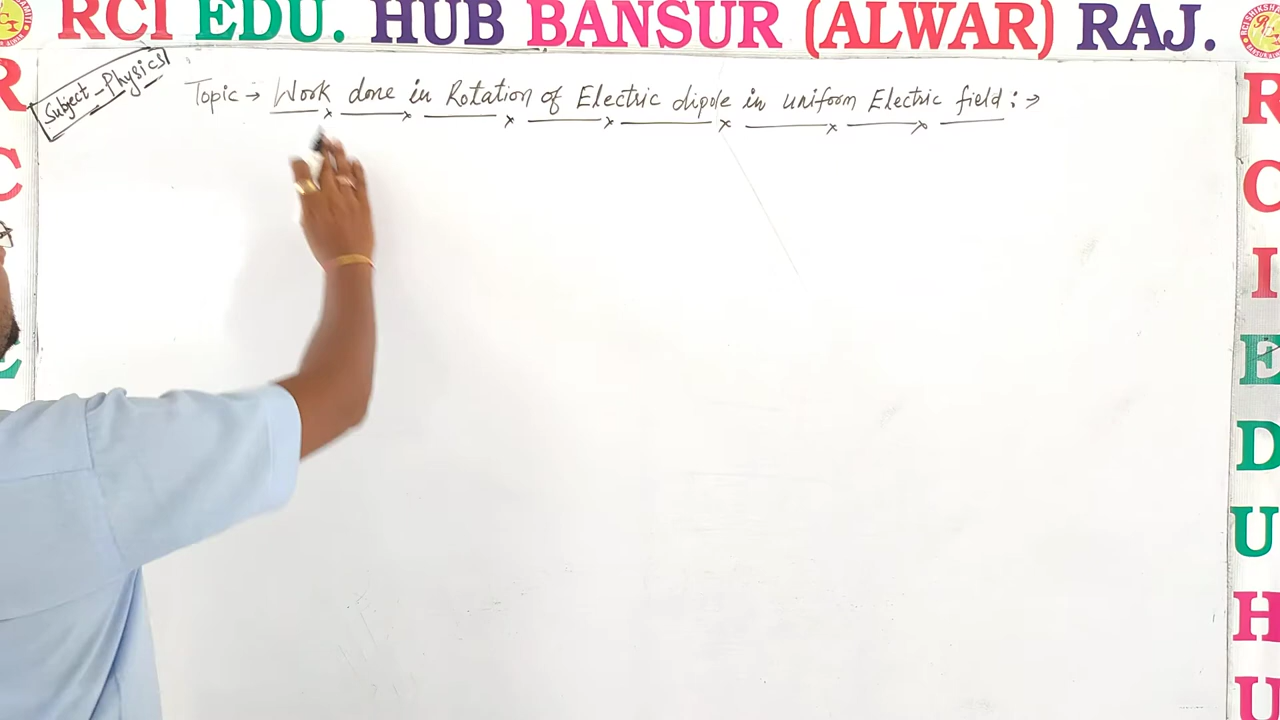 RCI EDU. HUB BANSUR (ALWAR) RAJ.
Subject - Physics
Topic → Work done in Rotation of Electric dipole in uniform Electric field : →
R
C
R
C
I
E
D
U
H
U